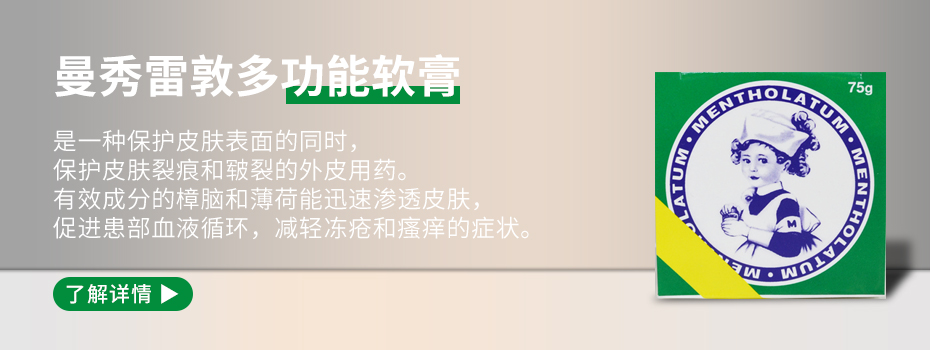 曼秀雷敦多功能软膏
是一种保护皮肤表面的同时，
保护皮肤裂痕和皲裂的外皮用药。
有效成分的樟脑和薄荷能迅速渗透皮肤，
促进患部血液循环，减轻冻疮和瘙痒的症状。
了解详情 ▶
75g
MENTHOLATUM • MENTHOLATUM • MENTHOLATUM • ME
M